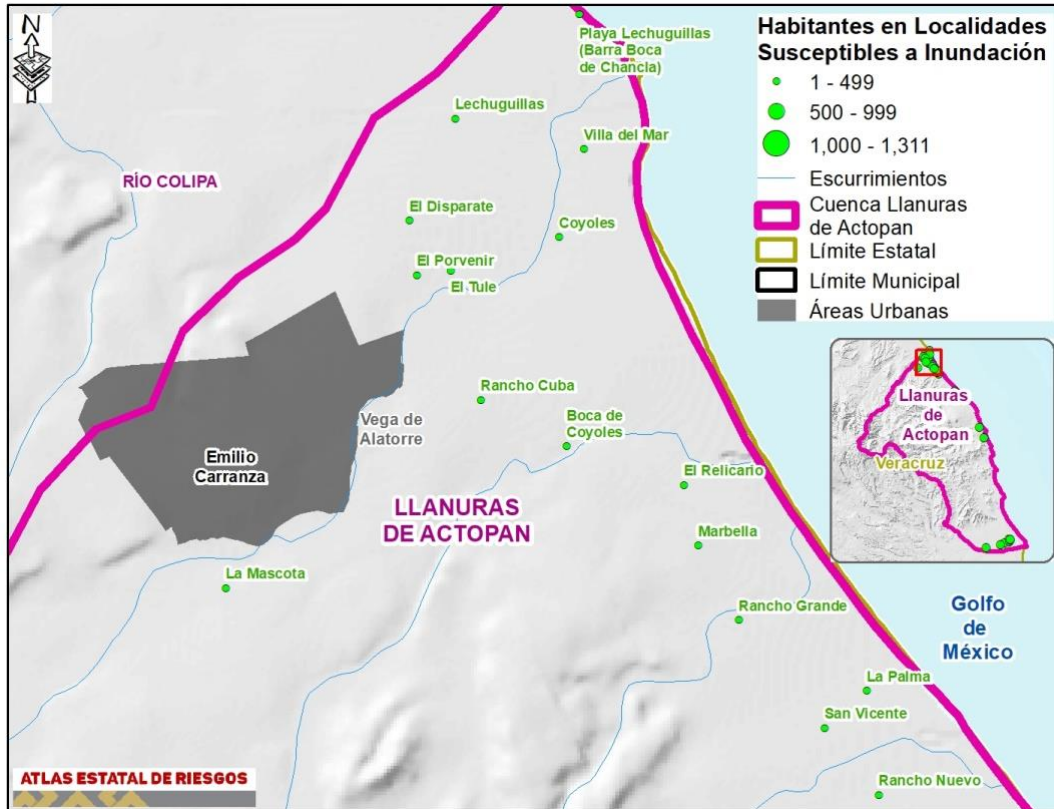 N
Habitantes en Localidades
Susceptibles a Inundación
1 - 499
500 - 999
1,000 - 1,311
Escurrimientos
Cuenca Llanuras
de Actopan
Límite Estatal
Límite Municipal
Áreas Urbanas
Playa Lechuguillas
(Barra Boca
de Chancla)
Lechuguillas
Villa del Mar
RÍO COLIPA
El Disparate
Coyoles
El Porvenir
El Tule
Rancho Cuba
Vega de
Alatorre
Boca de
Coyoles
Emilio
Carranza
El Relicario
LLANURAS
DE ACTOPAN
Marbella
La Mascota
Rancho Grande
La Palma
San Vicente
Rancho Nuevo
Llanuras
de
Actopan
Veracruz
Golfo
de
México
ATLAS ESTATAL DE RIESGOS